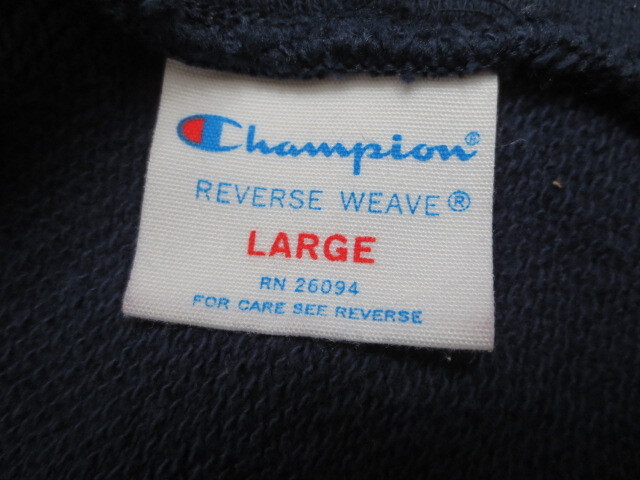 Champion®
REVERSE WEAVE®
LARGE
RN 26094
FOR CARE SEE REVERSE